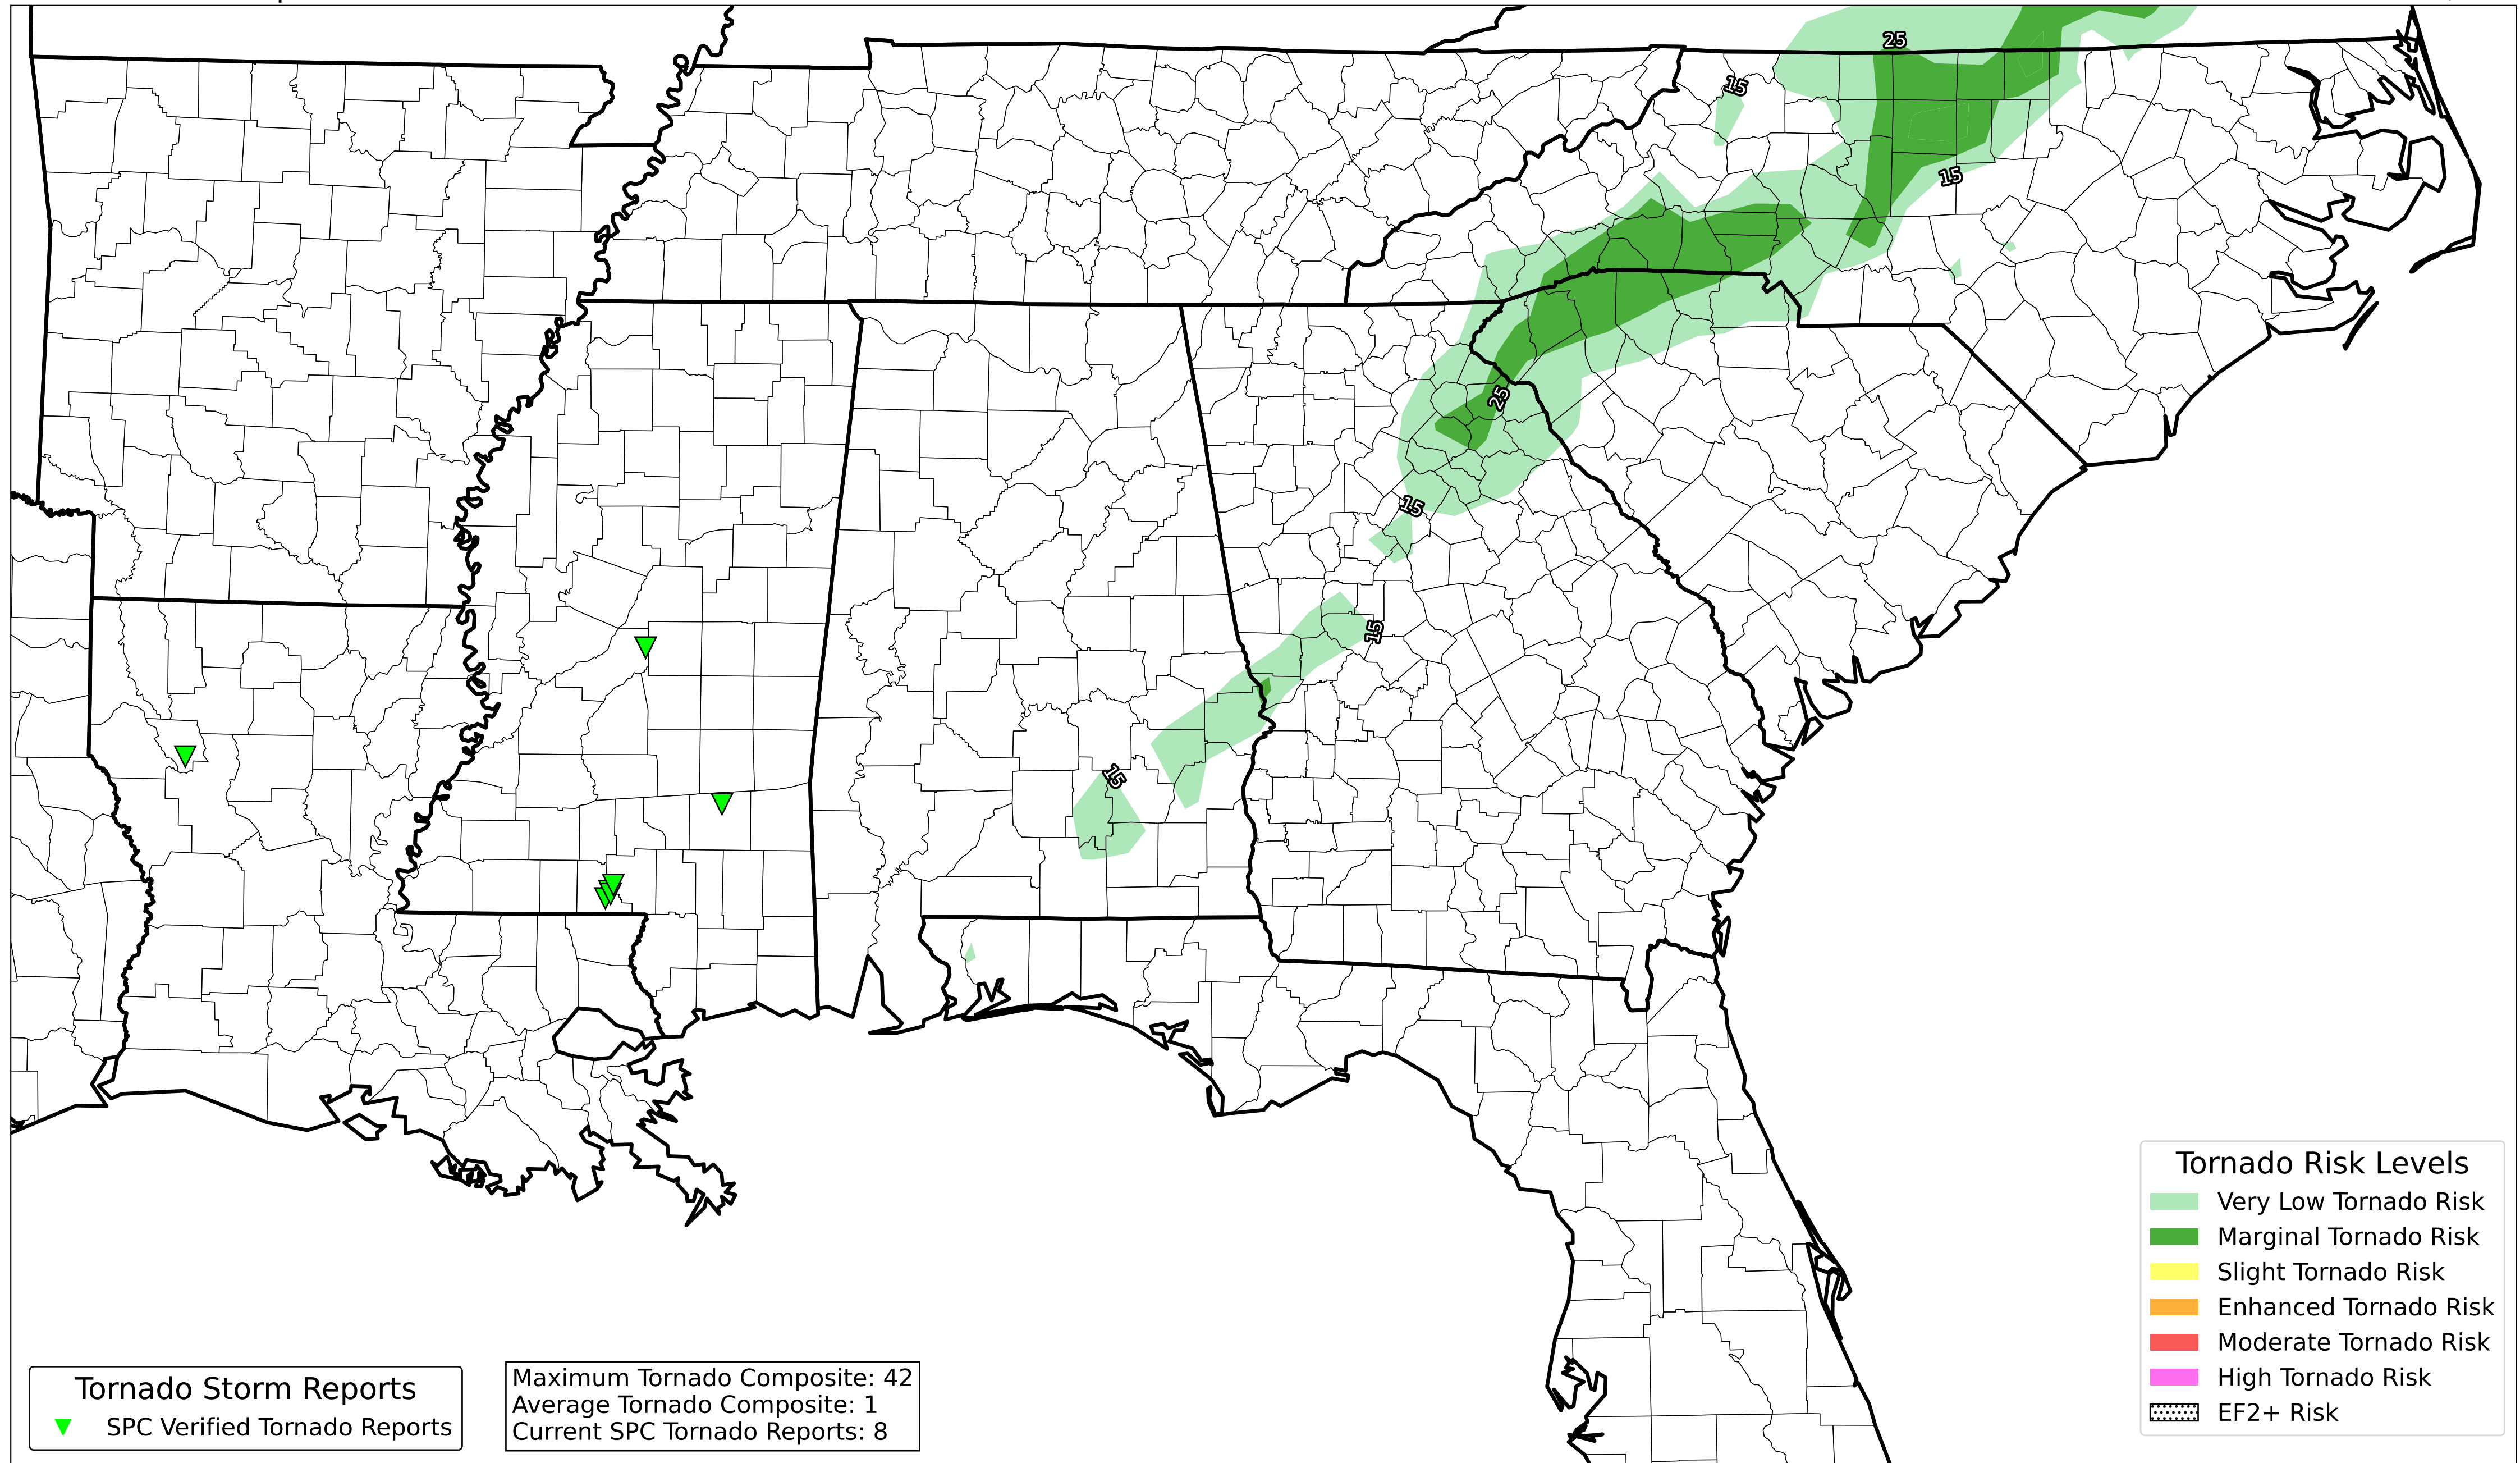 25
15
15
25
15
15
15
Tornado Risk Levels
Very Low Tornado Risk
Marginal Tornado Risk
Slight Tornado Risk
Enhanced Tornado Risk
Moderate Tornado Risk
High Tornado Risk
EF2+ Risk
Tornado Storm Reports
SPC Verified Tornado Reports
Maximum Tornado Composite: 42
Average Tornado Composite: 1
Current SPC Tornado Reports: 8